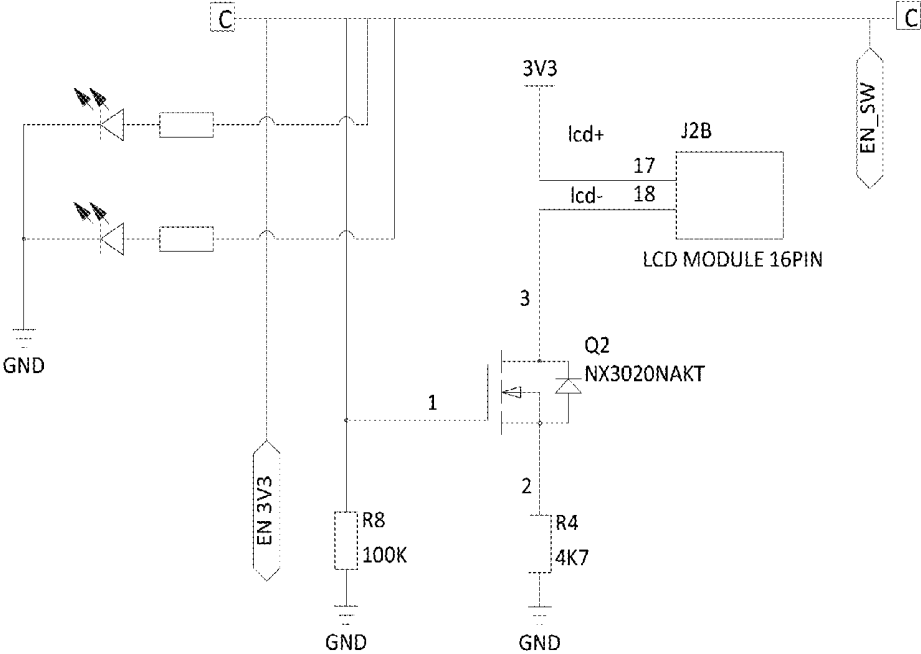 C
C
3V3
EN_SW
lcd+
J2B
17
lcd-
18
LCD MODULE 16PIN
3
GND
Q2
NX3020NAKT
1
EN 3V3
2
R8
100K
R4
4K7
GND
GND